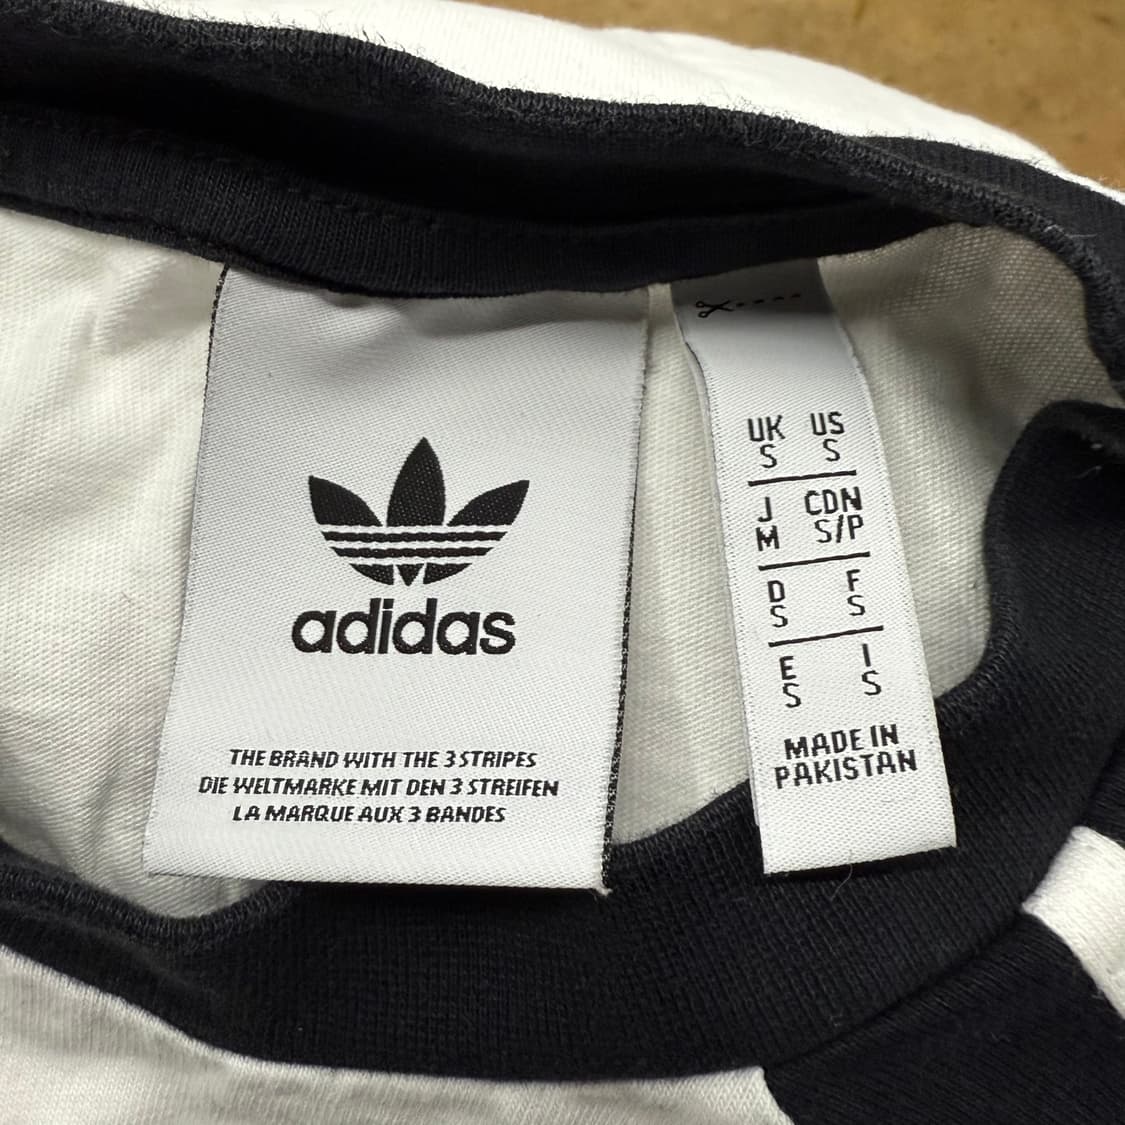 adidas
THE BRAND WITH THE 3 STRIPES
DIE WELTMARKE MIT DEN 3 STREIFEN
LA MARQUE AUX 3 BANDES
UK US
S S
J CDN
M S/P
D F
S S
E I
S S
MADE IN
PAKISTAN